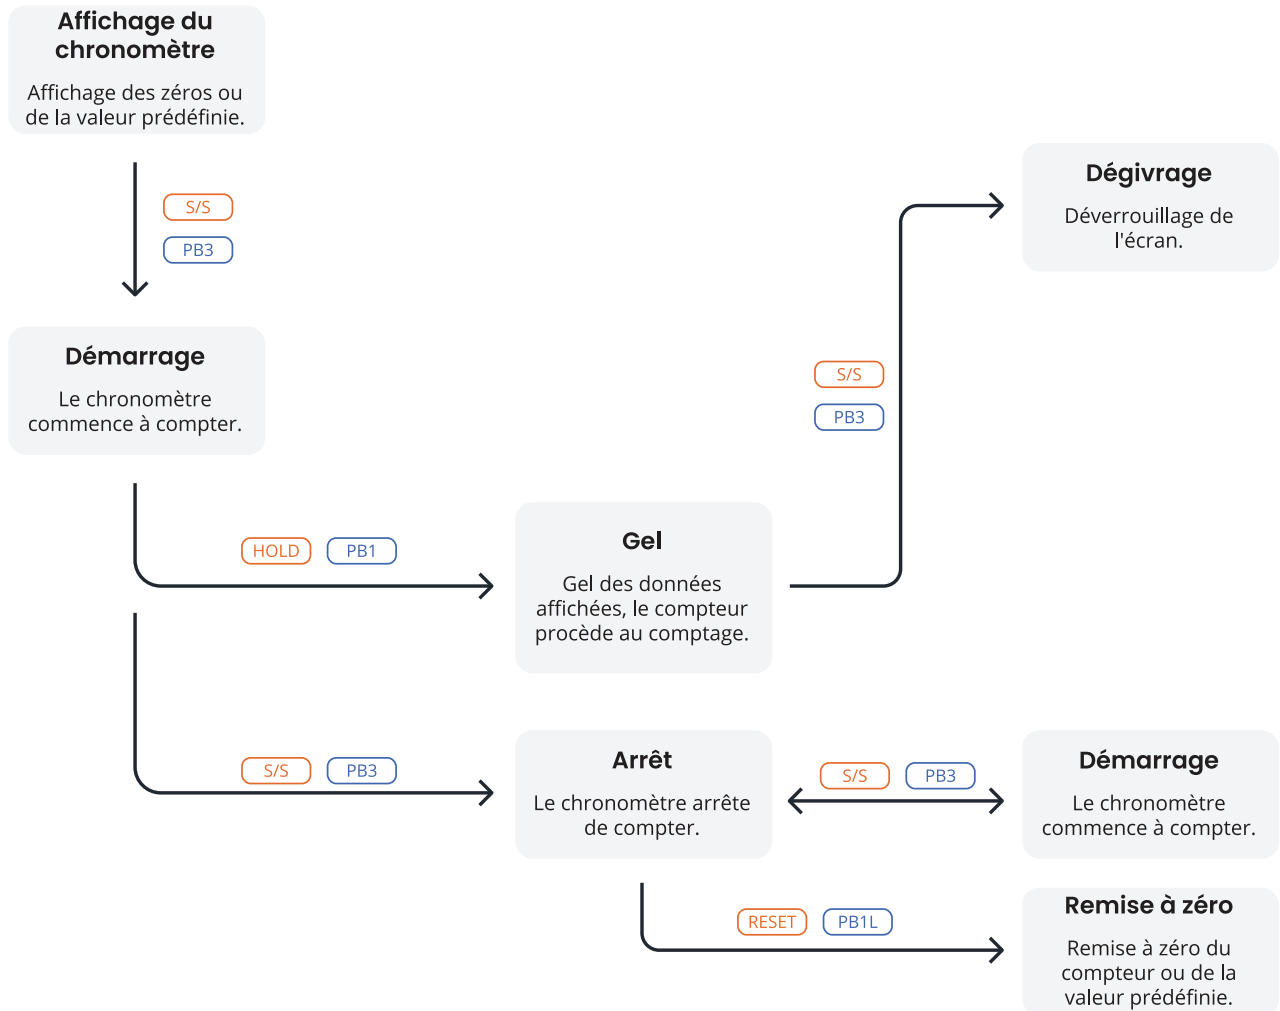 Affichage du
chronomètre
Affichage des zéros ou
de la valeur prédéfinie.
S/S
PB3
Démarrage
Le chronomètre
commence à compter.
HOLD PB1
Gel
Gel des données
affichées, le compteur
procède au comptage.
S/S
PB3
Dégivrage
Déverrouillage de
l'écran.
S/S PB3
Arrêt
Le chronomètre arrête
de compter.
S/S PB3
Démarrage
Le chronomètre
commence à compter.
RESET PB1L
Remise à zéro
Remise à zéro du
compteur ou de la
valeur prédéfinie.